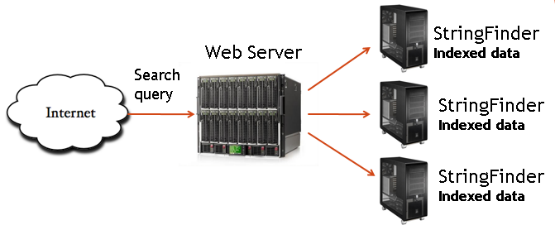 Internet
Search
query
Web Server
StringFinder
Indexed data
StringFinder
Indexed data
StringFinder
Indexed data